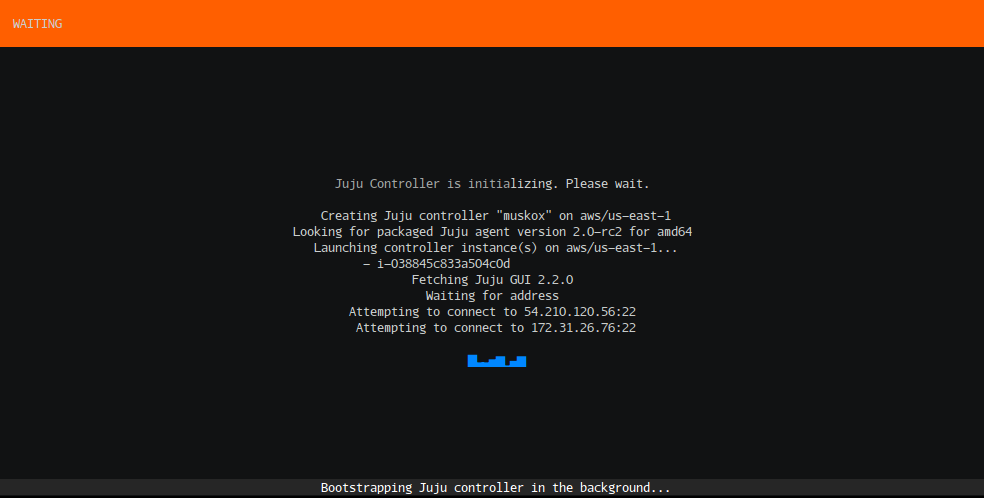 WAITING
Juju Controller is initializing. Please wait.
Creating Juju controller "muskox" on aws/us-east-1
Looking for packaged Juju agent version 2.0-rc2 for amd64
Launching controller instance(s) on aws/us-east-1...
- i-038845c833a504c0d
Fetching Juju GUI 2.2.0
Waiting for address
Attempting to connect to 54.210.120.56:22
Attempting to connect to 172.31.26.76:22
Bootstrapping Juju controller in the background...